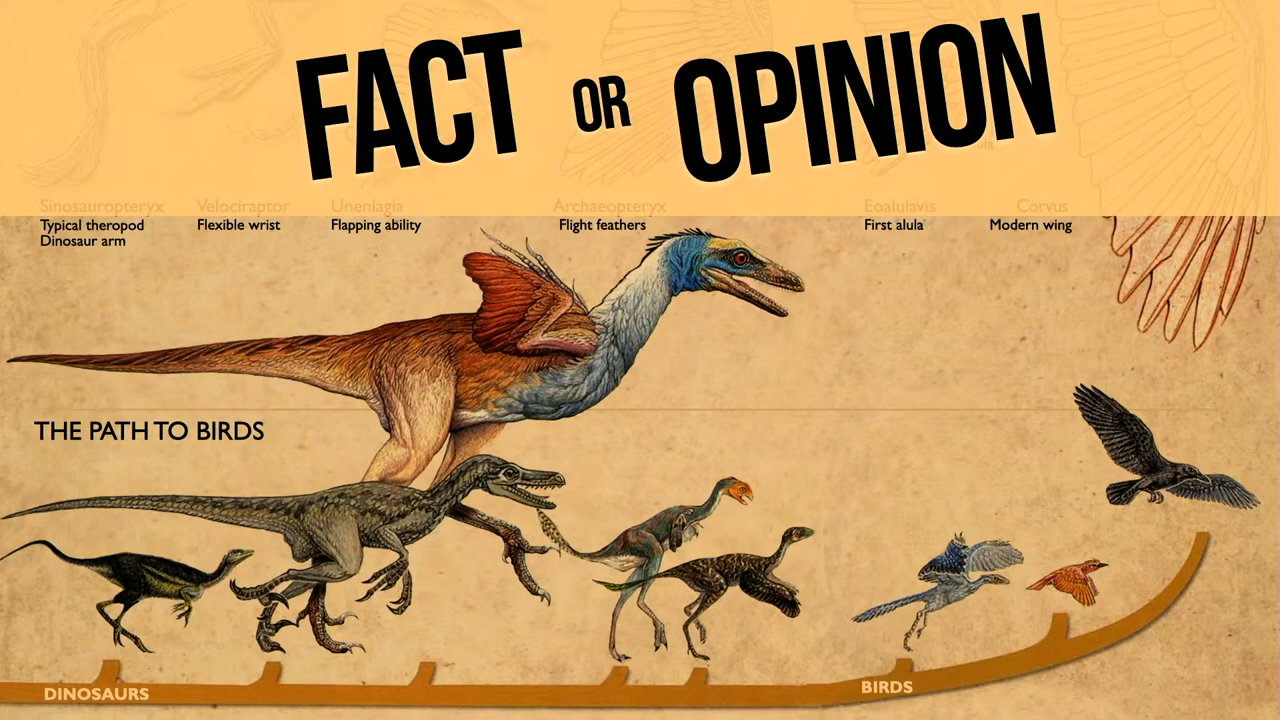 FACT OR OPINION
Sinosauropteryx Velociraptor Unenlagia Archaeopteryx Eoalulavis Corvus
Typical theropod Flexible wrist Flapping ability Flight feathers First alula Modern wing
Dinosaur arm
THE PATH TO BIRDS
DINOSAURS
BIRDS